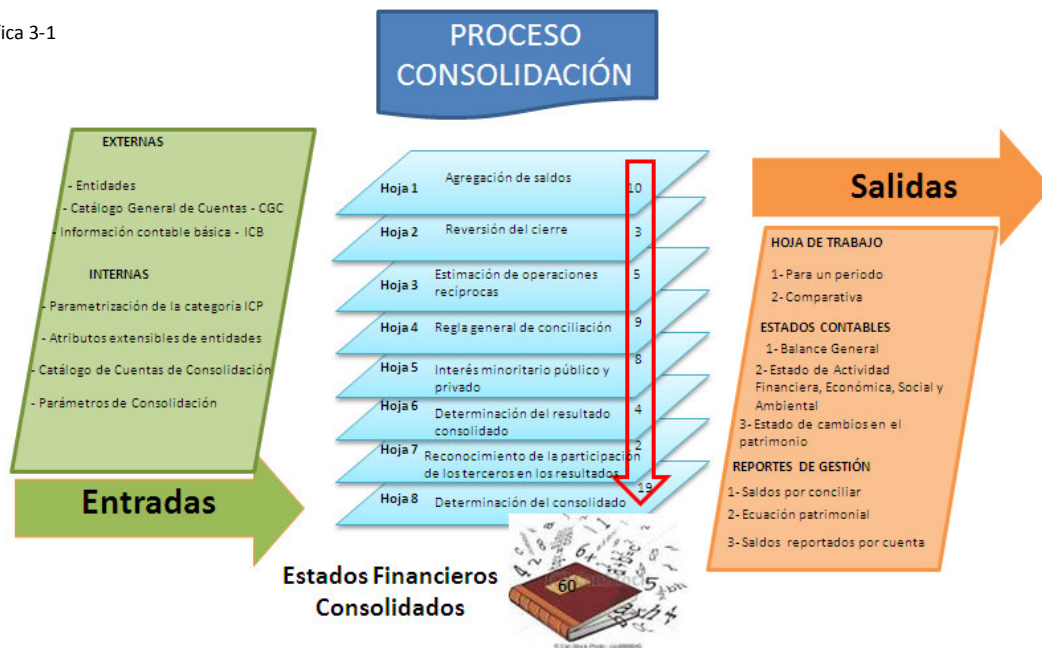 fica 3-1
PROCESO
CONSOLIDACIÓN
EXTERNAS
- Entidades
- Catálogo General de Cuentas - CGC
- Información contable básica - ICB
INTERNAS
- Parametrización de la categoría ICP
- Atributos extensibles de entidades
- Catálogo de Cuentas de Consolidación
- Parámetros de Consolidación
Entradas
Hoja 1 Agregación de saldos 10
Hoja 2 Reversión del cierre 3
Hoja 3 Estimación de operaciones reciprocas 5
Hoja 4 Regla general de conciliación 9
Hoja 5 Interés minoritario público y privado 8
Hoja 6 Determinación del resultado consolidado 4
Hoja 7 Reconocimiento de la participación de los terceros en los resultados 2
Hoja 8 Determinación del consolidado 19
Estados Financieros
Consolidados
60
Salidas
HOJA DE TRABAJO
1- Para un periodo
2- Comparativa
ESTADOS CONTABLES
1- Balance General
2- Estado de Actividad
Financiera, Económica, Social y
Ambiental
3- Estado de cambios en el
patrimonio
REPORTES DE GESTIÓN
1- Saldos por conciliar
2- Ecuación patrimonial
3- Saldos reportados por cuenta